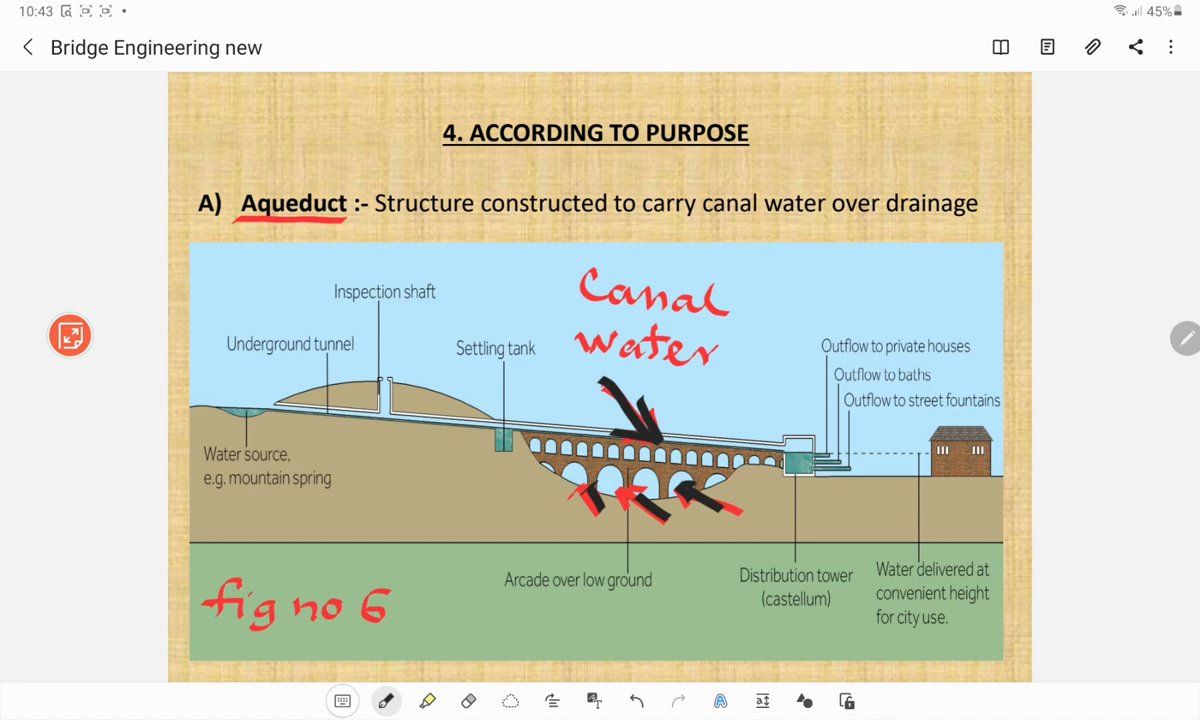 10:43
45%
Bridge Engineering new
4. ACCORDING TO PURPOSE
A) Aqueduct :- Structure constructed to carry canal water over drainage
Canal
water
Inspection shaft
Underground tunnel
Settling tank
Outflow to private houses
Outflow to baths
Outflow to street fountains
Water source,
e.g. mountain spring
Arcade over low ground
Distribution tower
(castellum)
Water delivered at
convenient height
for city use.
fig no 6